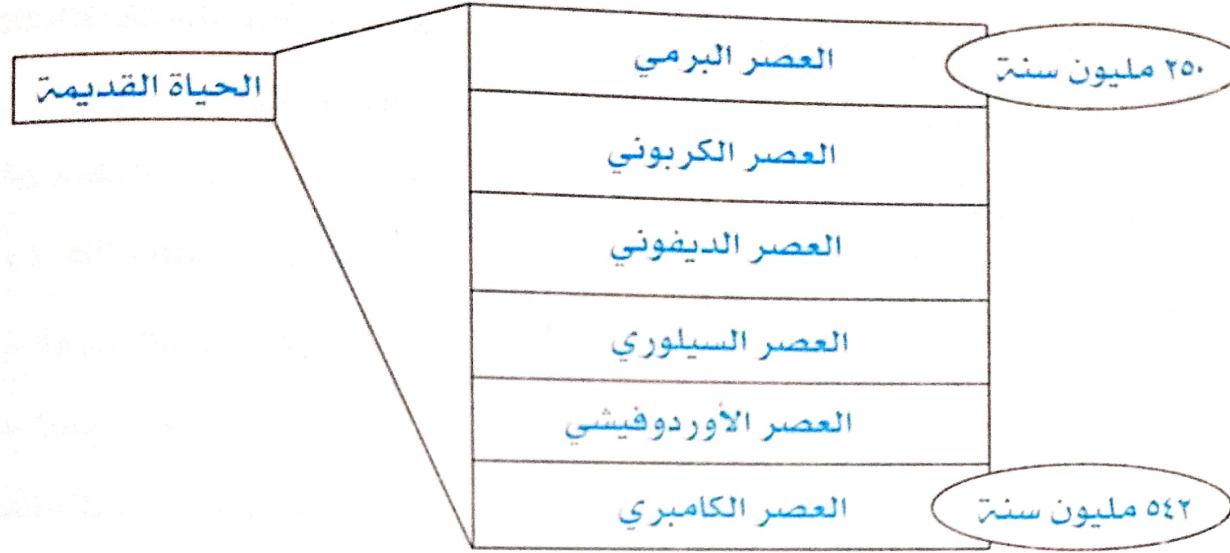 العصر البرمي
٢٥٠ مليون سنة
الحياة القديمة
العصر الكربوني
العصر الديفوني
العصر السيلوري
العصر الأوردوفيشي
العصر الكامبري
٥٤٢ مليون سنة